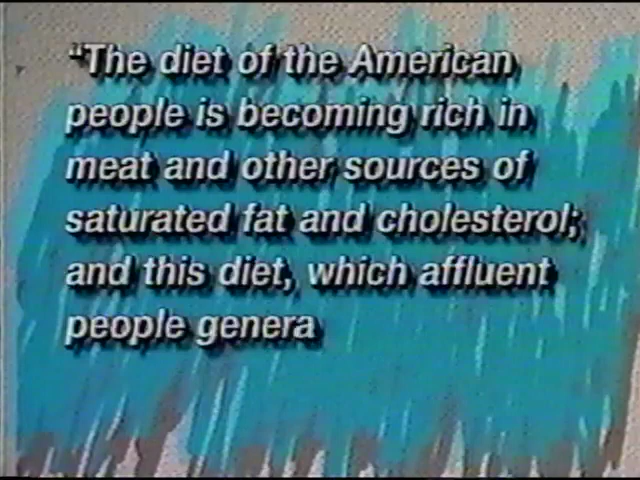 "The diet of the American
people is becoming rich in
meat and other sources of
saturated fat and cholesterol;
and this diet, which affluent
people genera